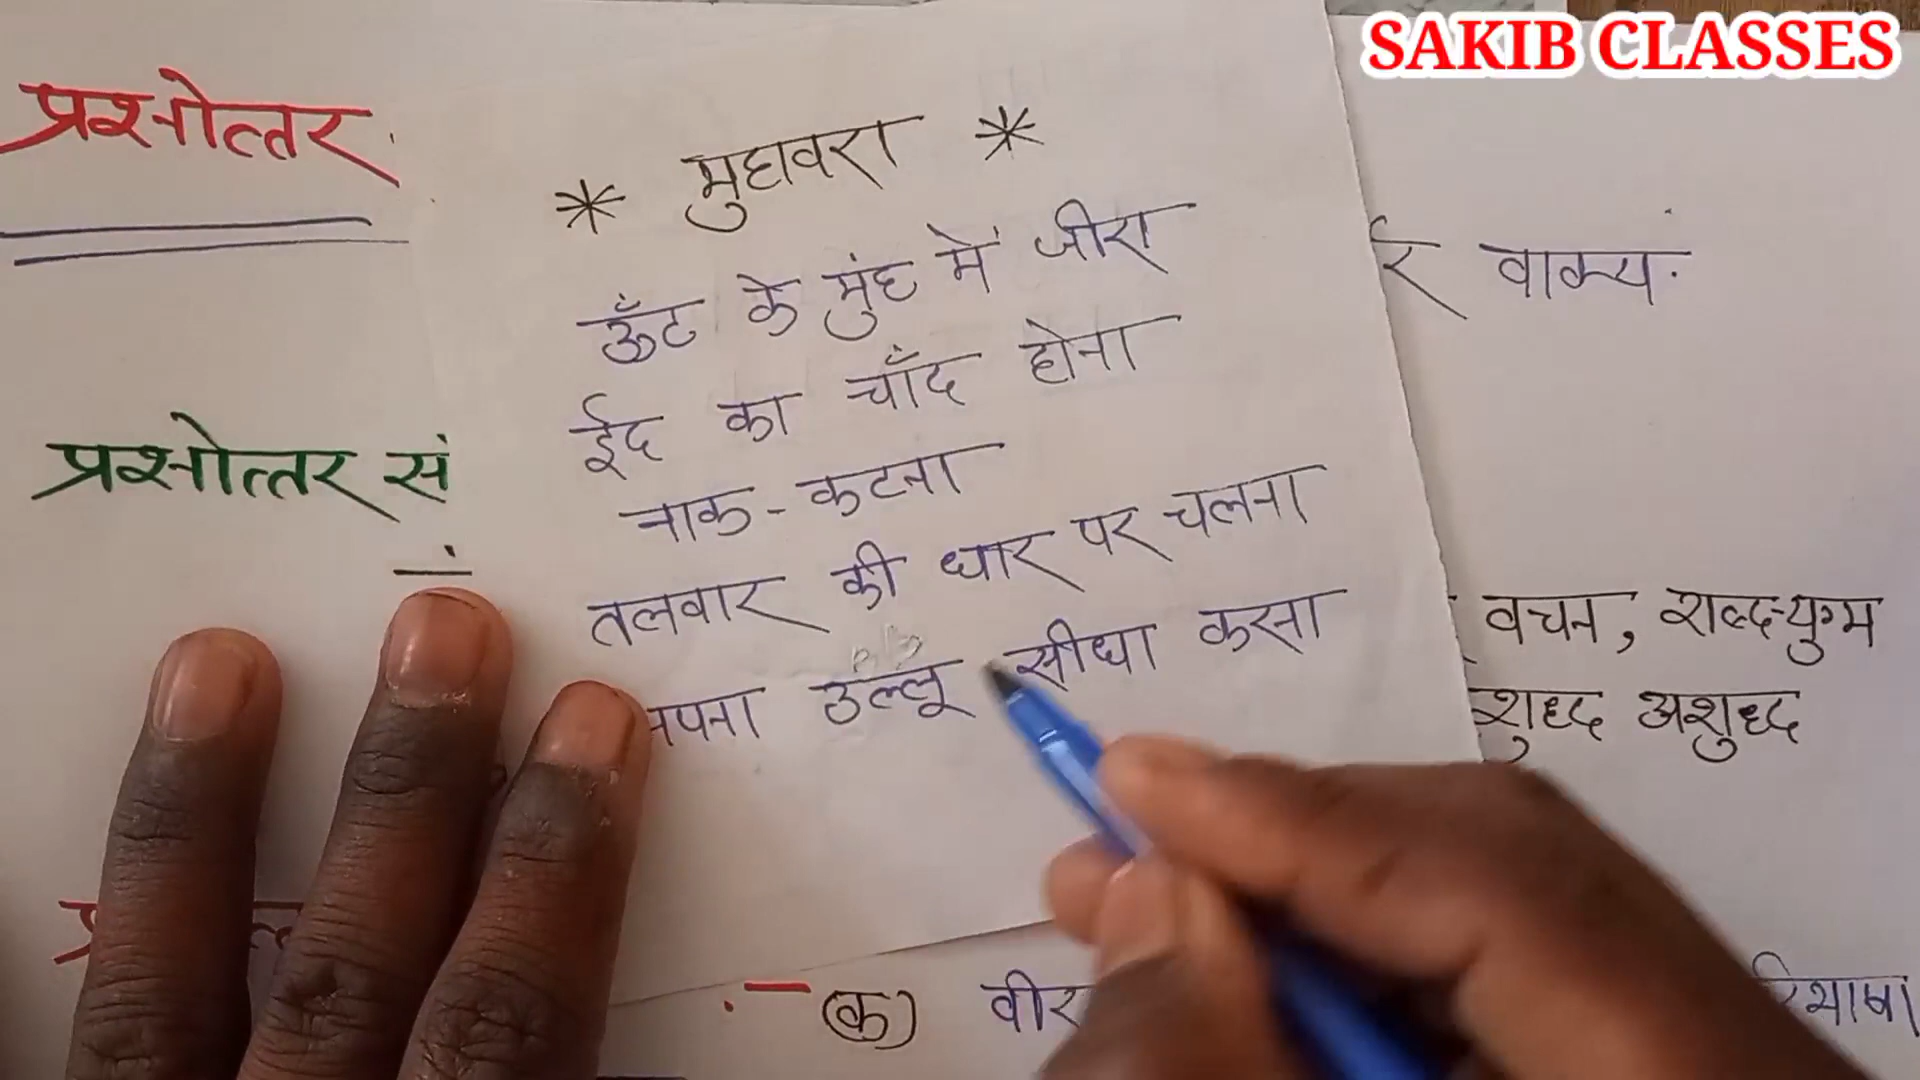 SAKIB CLASSES
प्रश्नोत्तर
* मुहावरा *
ऊँट के मुंह में जीरा
ईद का चाँद होना
नाक - कटना
तलवार की धार पर चलना
उल्लू सीधा करना
वाक्य
प्रश्नोत्तर सं
वचन, शब्द-युग्म
शुद्ध अशुद्ध
(क) वीर